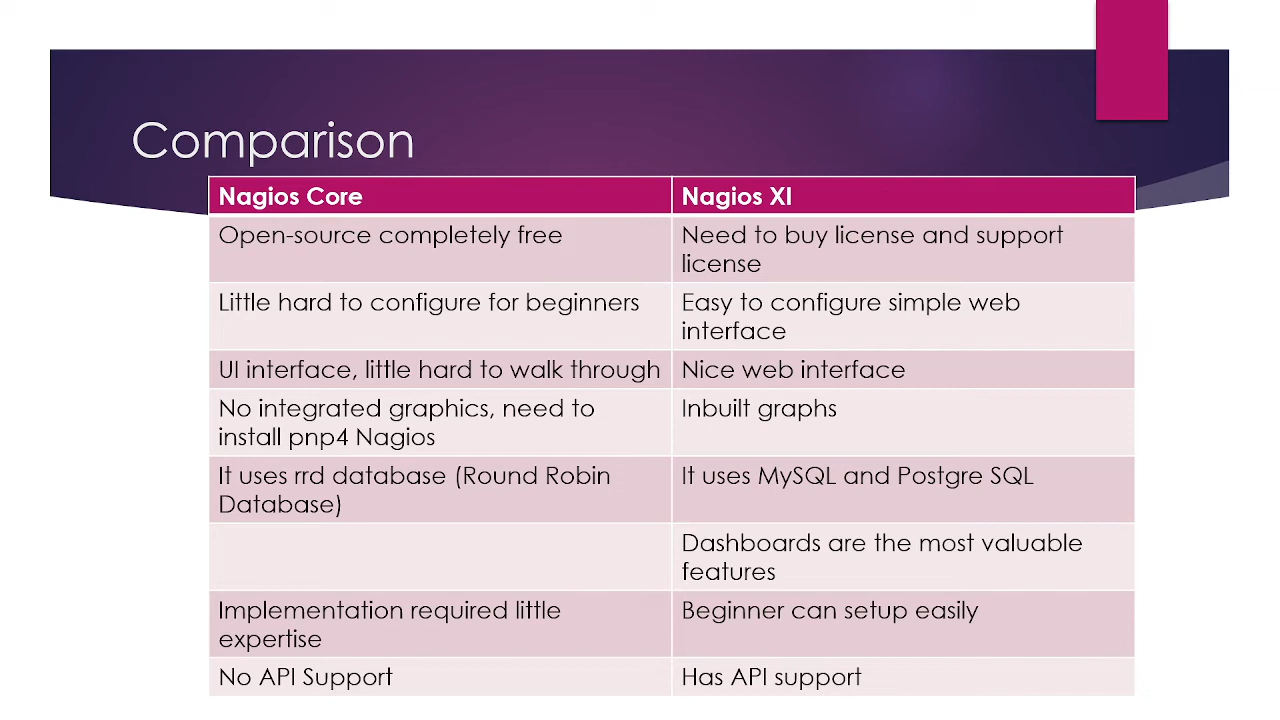 Comparison
Nagios Core
Nagios XI
Open-source completely free
Need to buy license and support
license
Little hard to configure for beginners
Easy to configure simple web
interface
UI interface, little hard to walk through
Nice web interface
No integrated graphics, need to
install pnp4 Nagios
Inbuilt graphs
It uses rrd database (Round Robin
Database)
It uses MySQL and Postgre SQL
Dashboards are the most valuable
features
Implementation required little
expertise
Beginner can setup easily
No API Support
Has API support